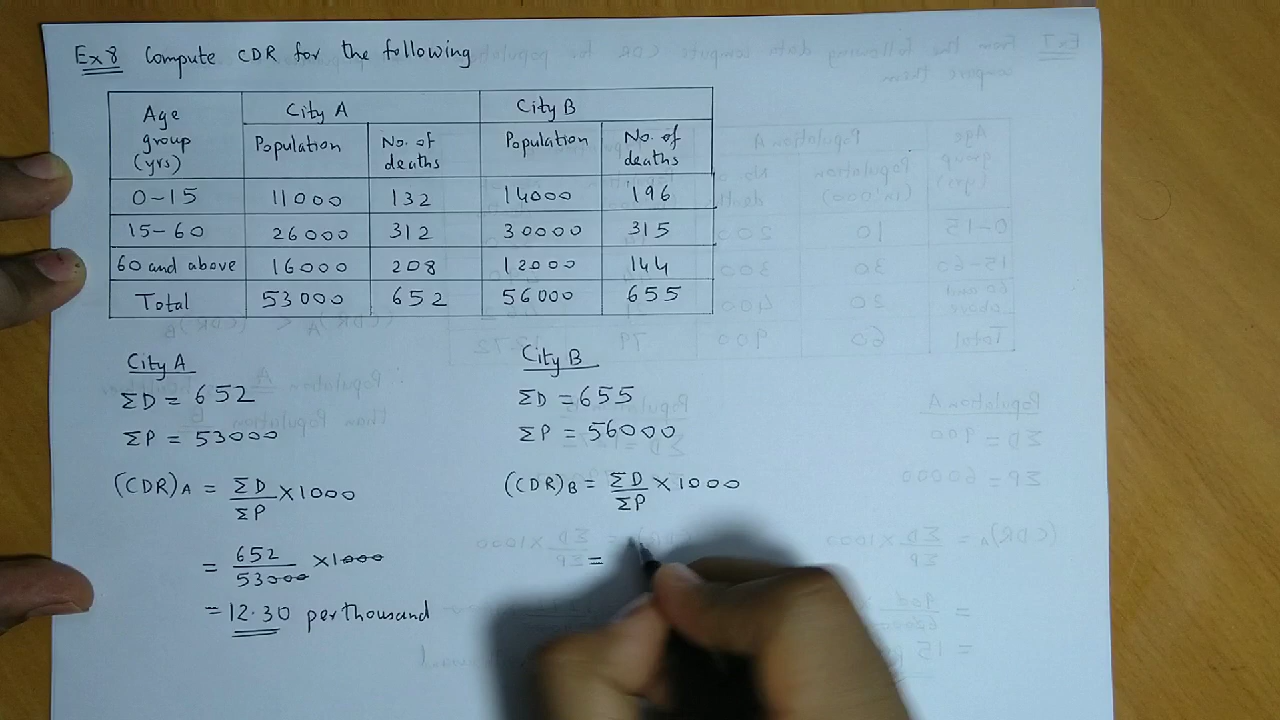 Ex 8 Compute CDR for the following
Age group (yrs) City A City B
Population No. of deaths Population No. of deaths
0-15 11000 132 14000 196
15-60 26000 312 30000 315
60 and above 16000 208 12000 144
Total 53000 652 56000 655
City A City B
ΣD = 652 ΣD = 655
ΣP = 53000 ΣP = 56000
(CDR)A = ΣD/ΣP × 1000 (CDR)B = ΣD/ΣP × 1000
= 652/53000 × 1000 =
= 12.30 per thousand